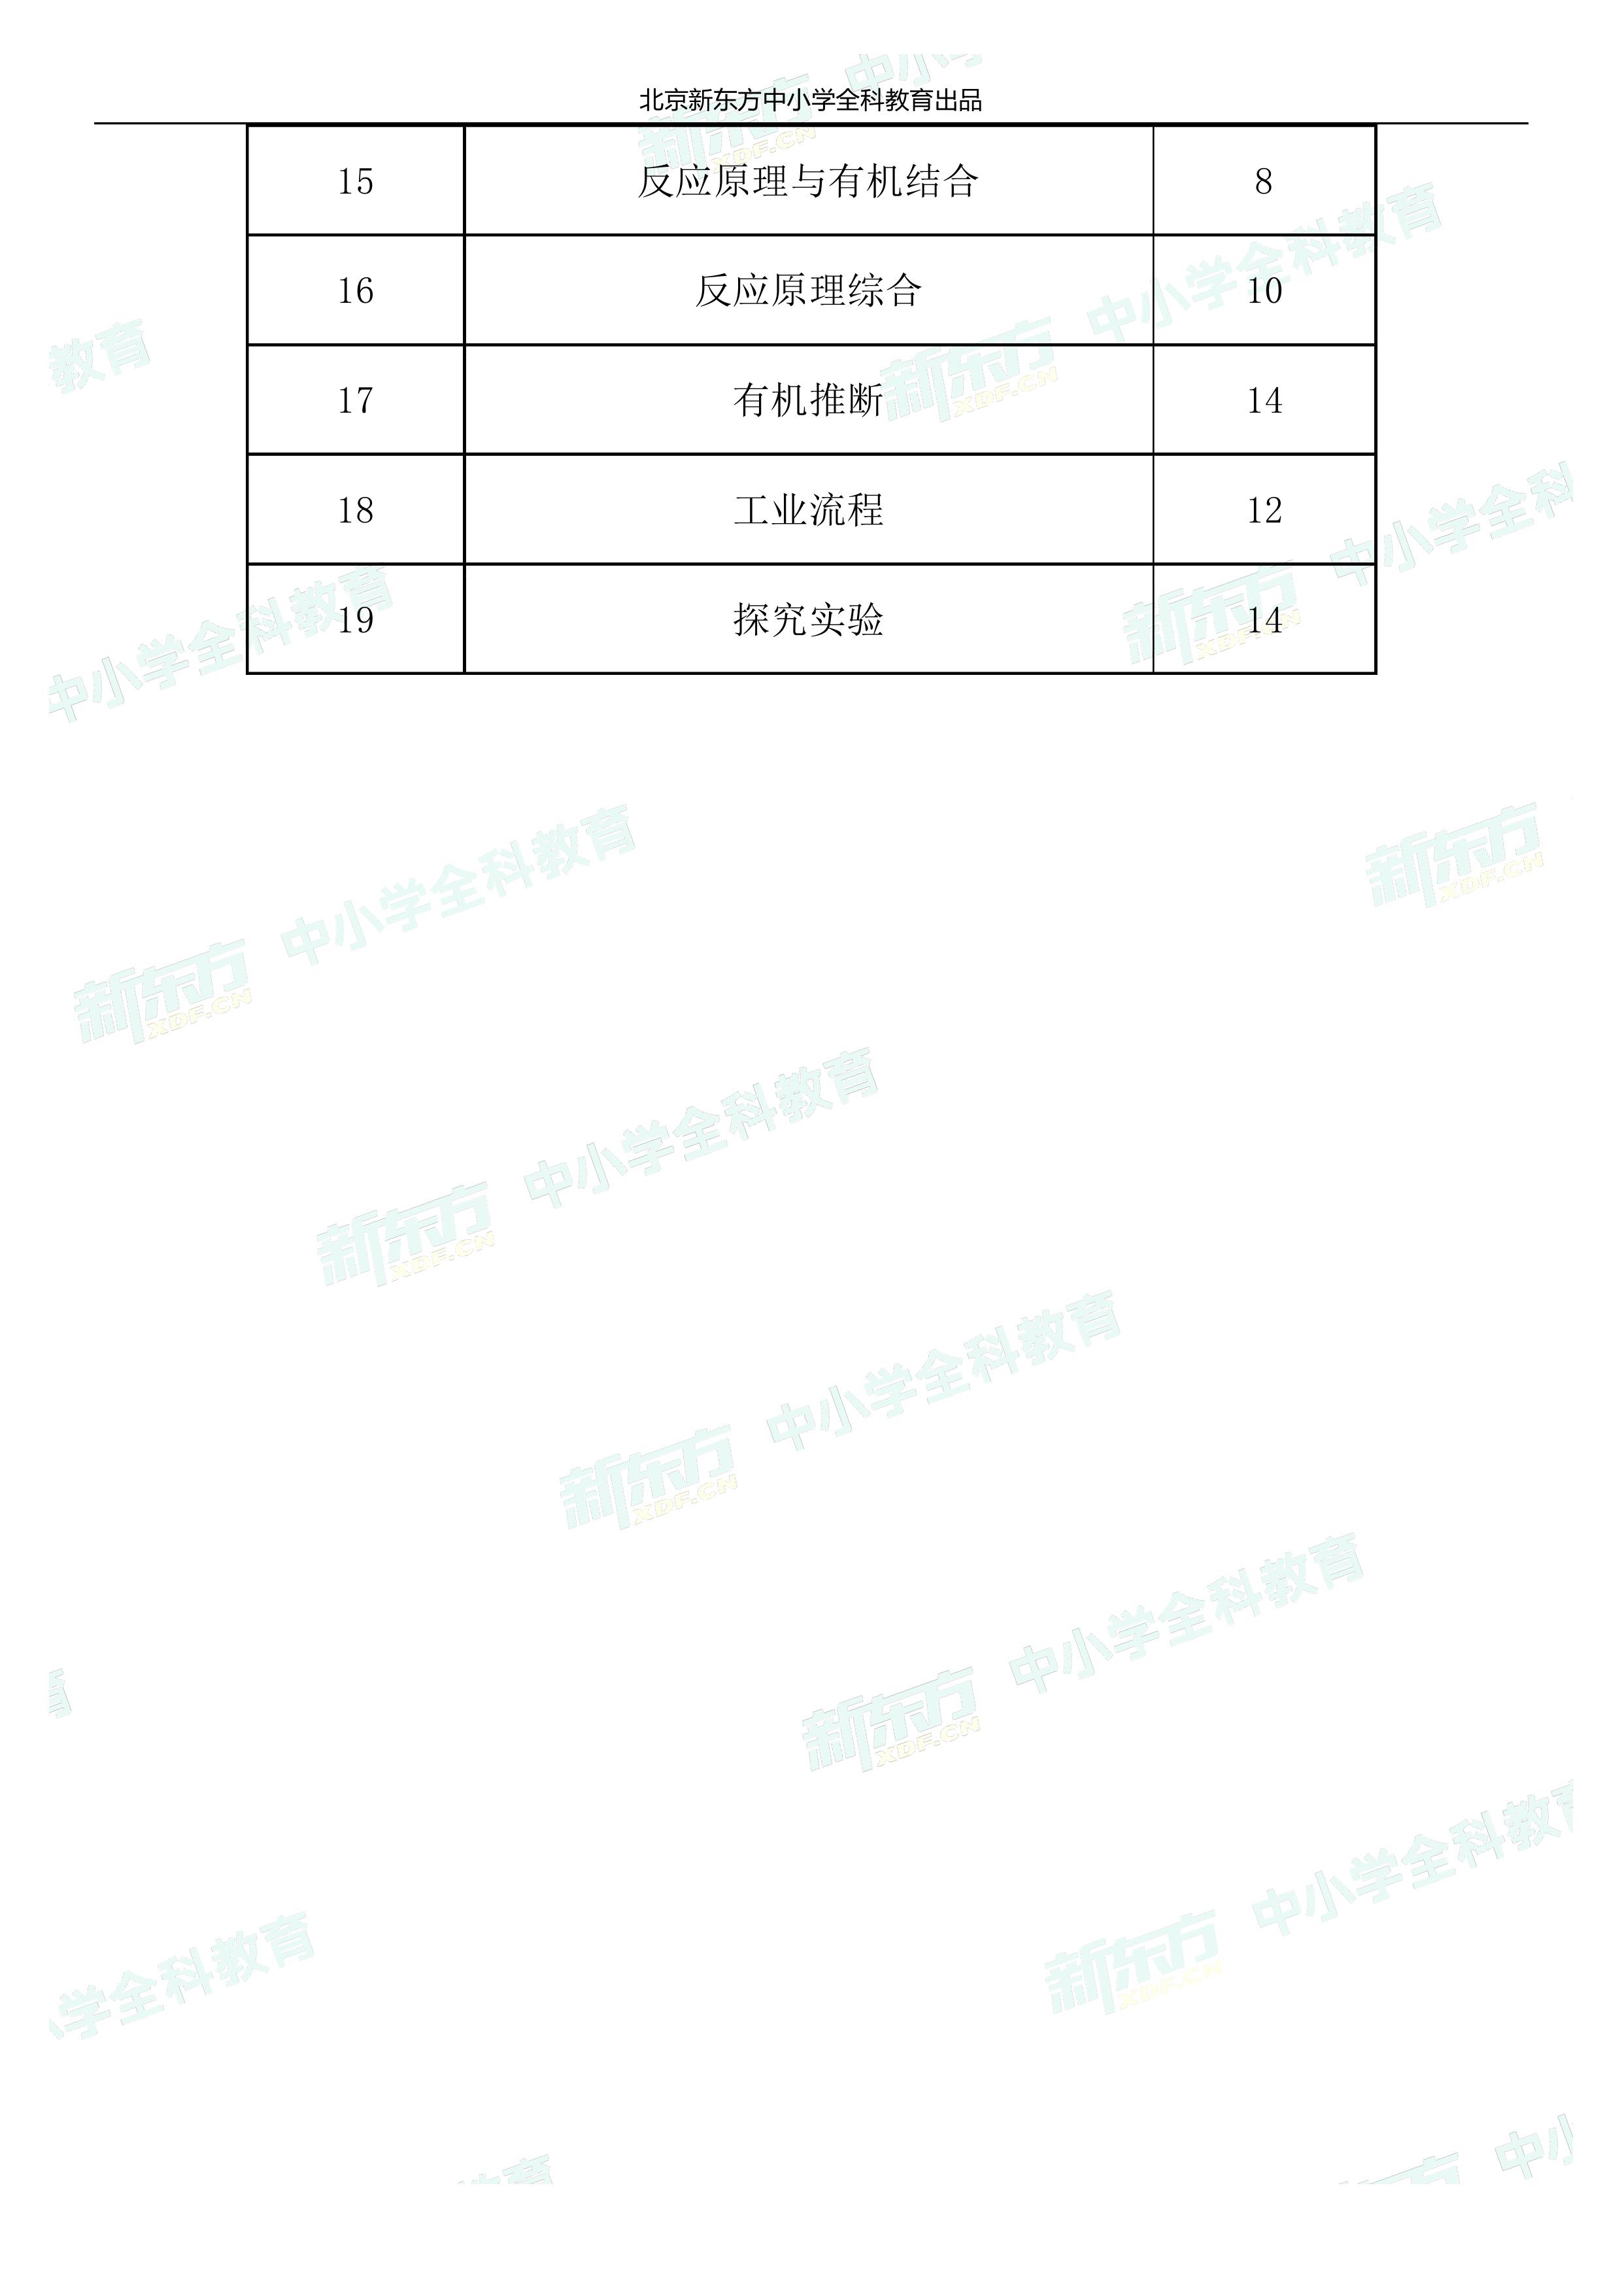 北京新东方中小学全科教育出品
15 反应原理与有机结合 8
16 反应原理综合 10
17 有机推断 14
18 工业流程 12
19 探究实验 14
新东方 XDF.CN 中小学全科教育